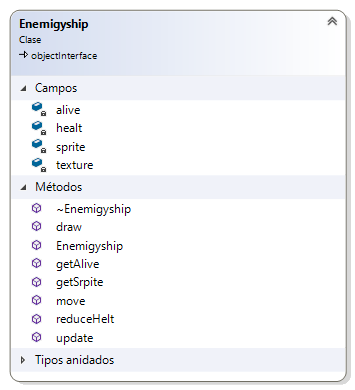 Enemigyship
Clase
objectInterface
Campos
alive
healt
sprite
texture
Métodos
~Enemigyship
draw
Enemigyship
getAlive
getSrpite
move
reduceHelt
update
Tipos anidados